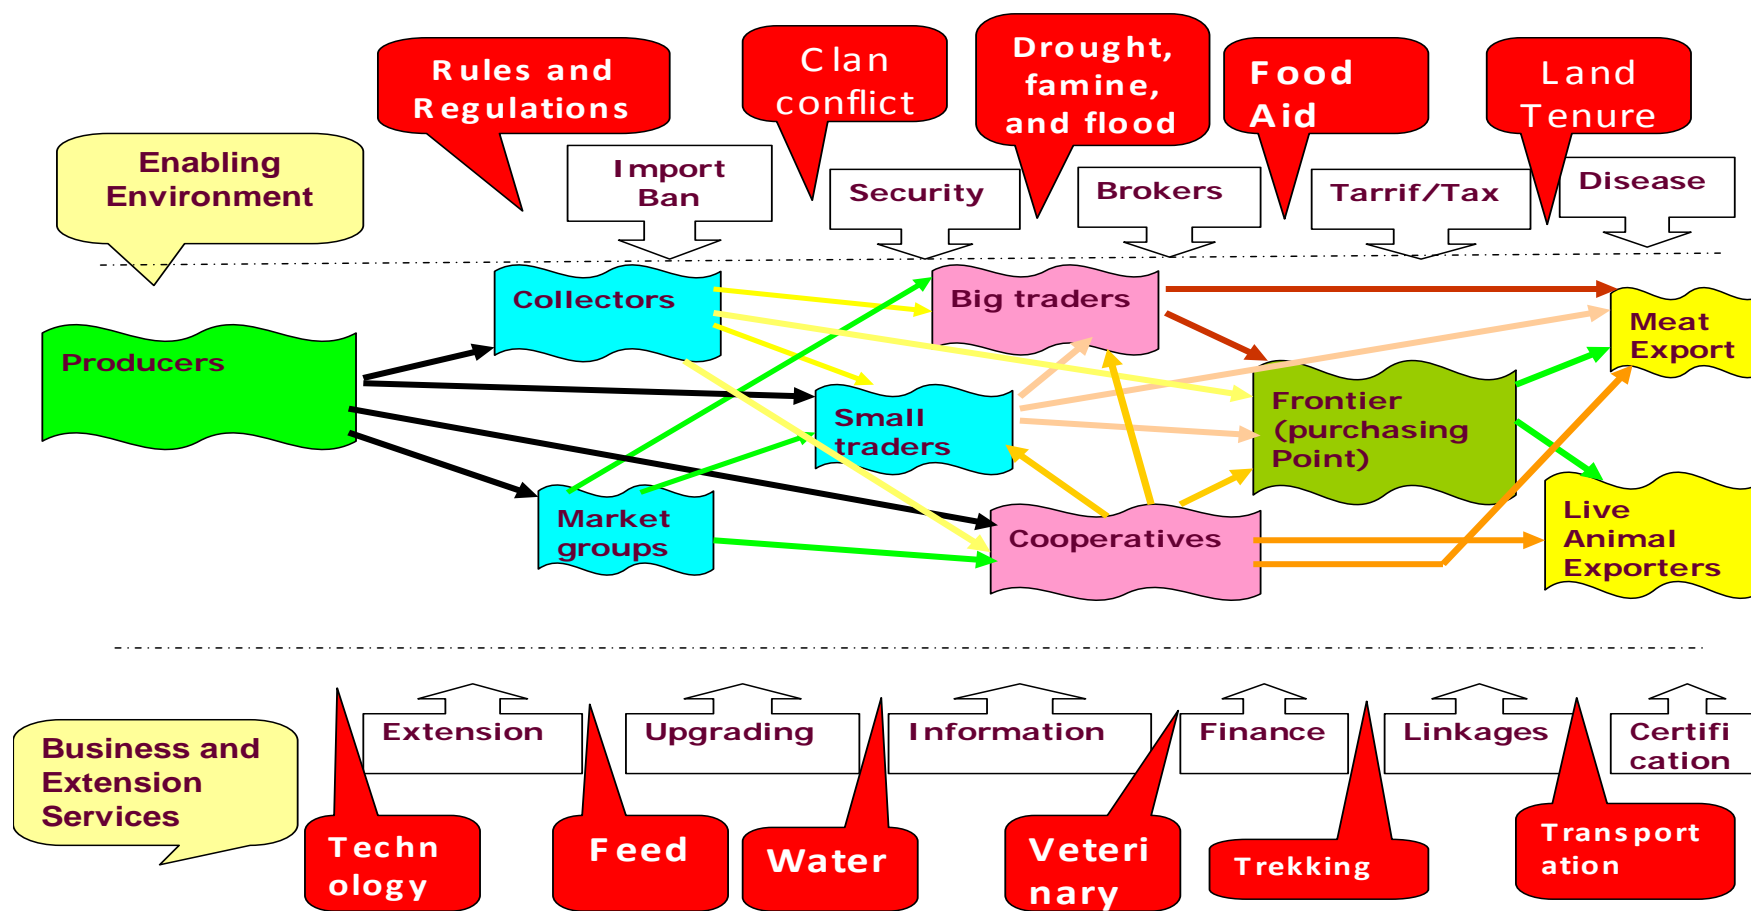 Rules and
Regulations
Clan
conflict
Drought,
famine,
and flood
Food
Aid
Land
Tenure
Enabling
Environment
Import
Ban
Security
Brokers
Tarrif/Tax
Disease
Producers
Collectors
Big traders
Meat
Export
Small
traders
Frontier
(purchasing
Point)
Market
groups
Cooperatives
Live
Animal
Exporters
Business and
Extension
Services
Extension
Upgrading
Information
Finance
Linkages
Certifi
cation
Techn
ology
Feed
Water
Veteri
nary
Trekking
Transport
ation